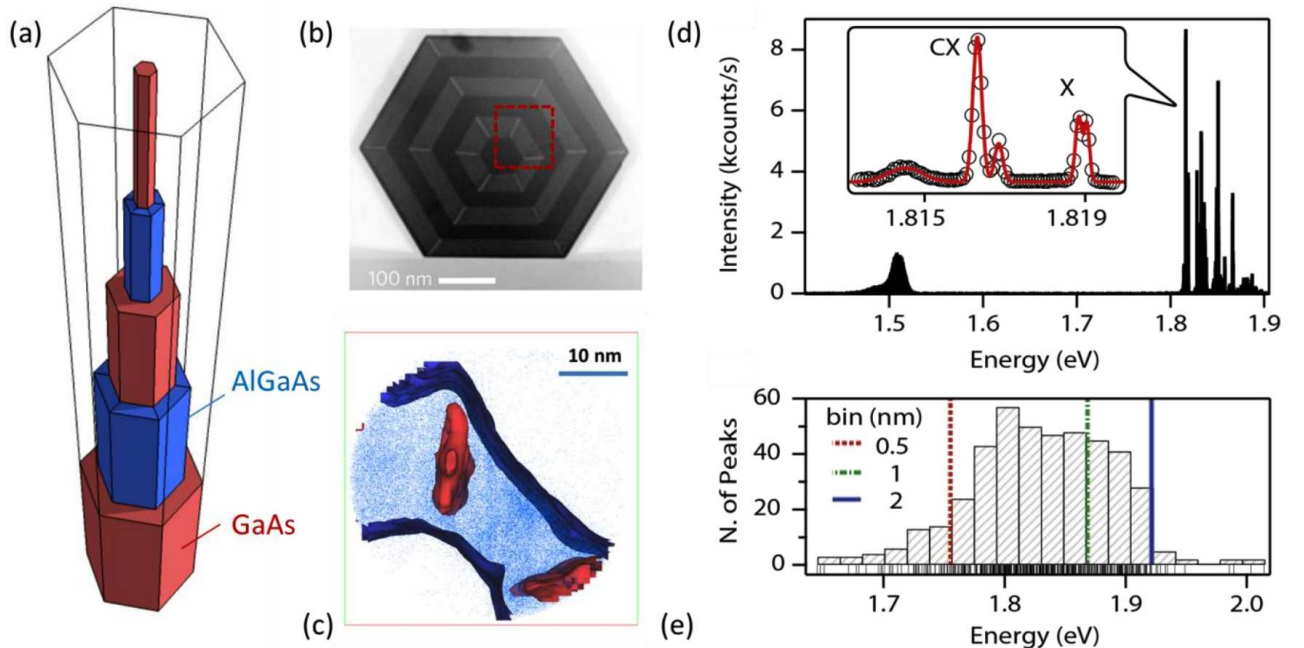 (a)
AlGaAs
GaAs
(b)
100 nm
(c)
10 nm
(d)
Intensity (kcounts/s)
8
6
4
2
0
CX
X
1.815
1.819
1.5
1.6
1.7
1.8
1.9
Energy (eV)
(e)
N. of Peaks
60
40
20
0
bin (nm)
0.5
1
2
1.7
1.8
1.9
2.0
Energy (eV)